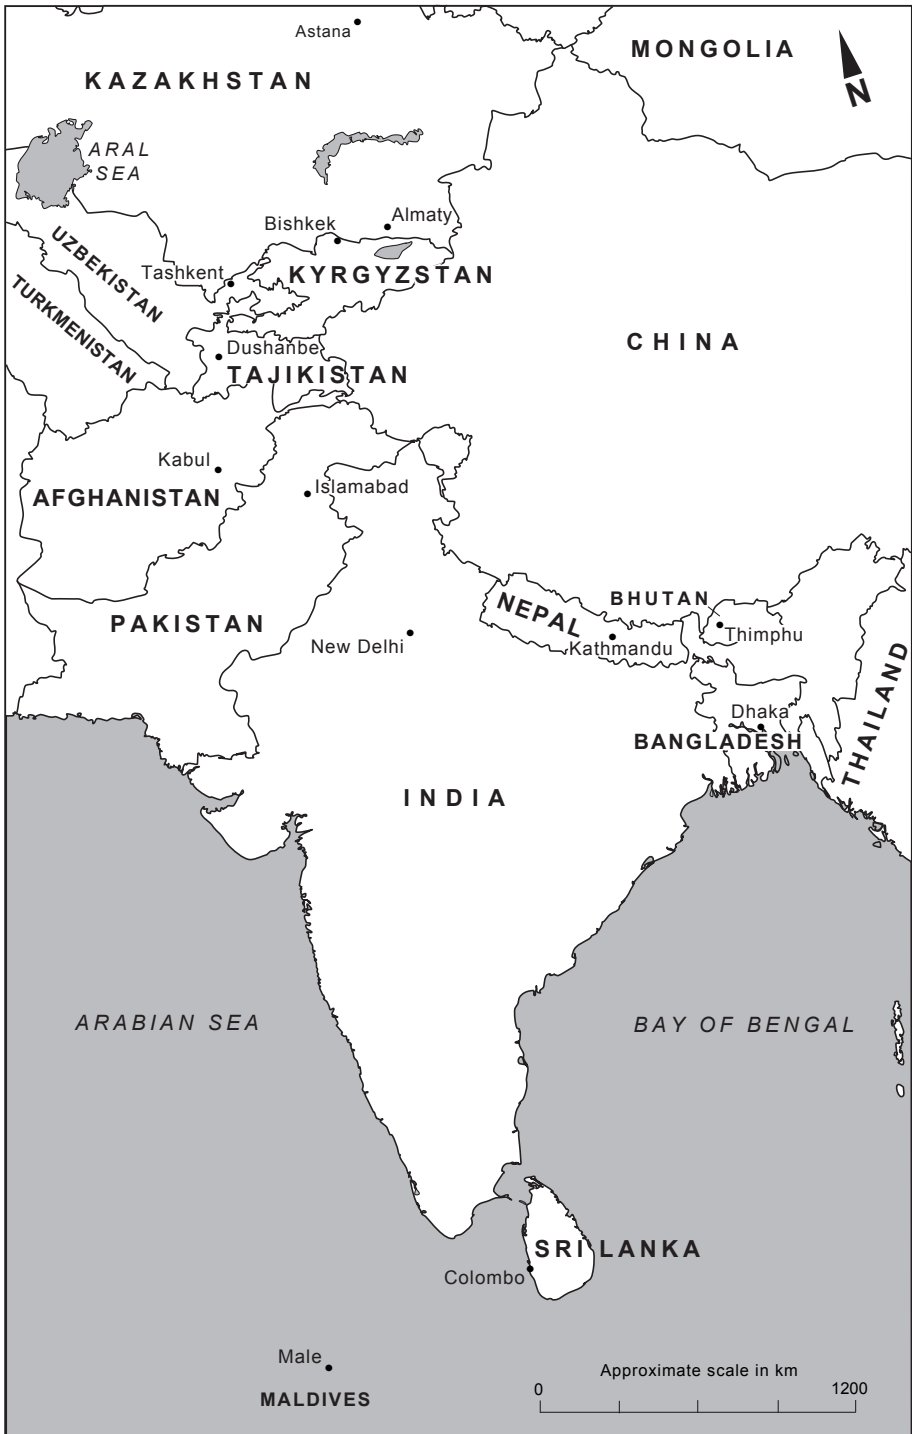 Astana
MONGOLIA
KAZAKHSTAN
N
ARAL
SEA
Bishkek
Almaty
UZBEKISTAN
Tashkent
KYRGYZSTAN
TURKMENISTAN
CHINA
Dushanbe
TAJIKISTAN
Kabul
Islamabad
AFGHANISTAN
NEPAL
BHUTAN
PAKISTAN
New Delhi
Kathmandu
Thimphu
THAILAND
Dhaka
BANGLADESH
INDIA
ARABIAN SEA
BAY OF BENGAL
SRI LANKA
Colombo
Male
MALDIVES
Approximate scale in km
0 1200